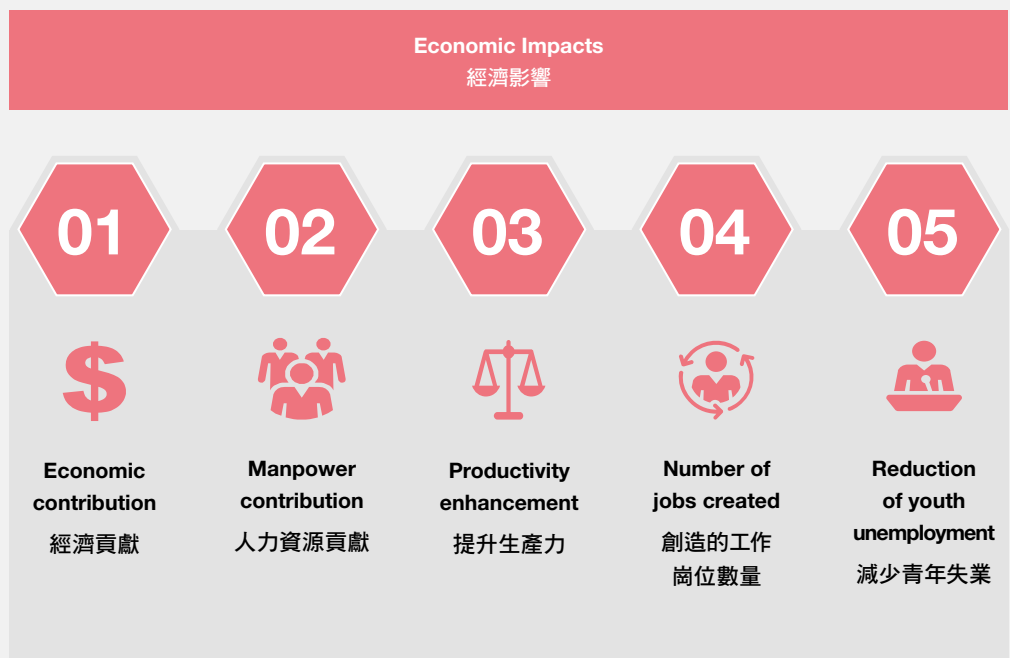 Economic Impacts
經濟影響
01
02
03
04
05
$
Economic
contribution
經濟貢獻
Manpower
contribution
人力資源貢獻
Productivity
enhancement
提升生產力
Number of
jobs created
創造的工作
崗位數量
Reduction
of youth
unemployment
減少青年失業